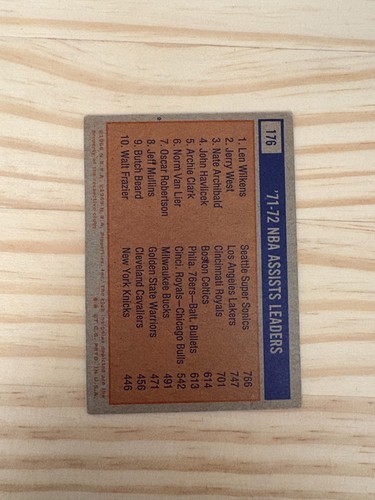 176
'71-72 NBA ASSISTS LEADERS
1. Len Wilkens Seattle Super Sonics 766
2. Jerry West Los Angeles Lakers 747
3. Nate Archibald Cincinnati Royals 701
4. John Havlicek Boston Celtics 614
5. Archie Clark Phila. 76ers—Balt. Bullets 613
6. Norm Van Lier Cinci. Royals—Chicago Bulls 542
7. Oscar Robertson Milwaukee Bucks 491
8. Jeff Mullins Golden State Warriors 471
9. Butch Beard Cleveland Cavaliers 456
10. Walt Frazier New York Knicks 446